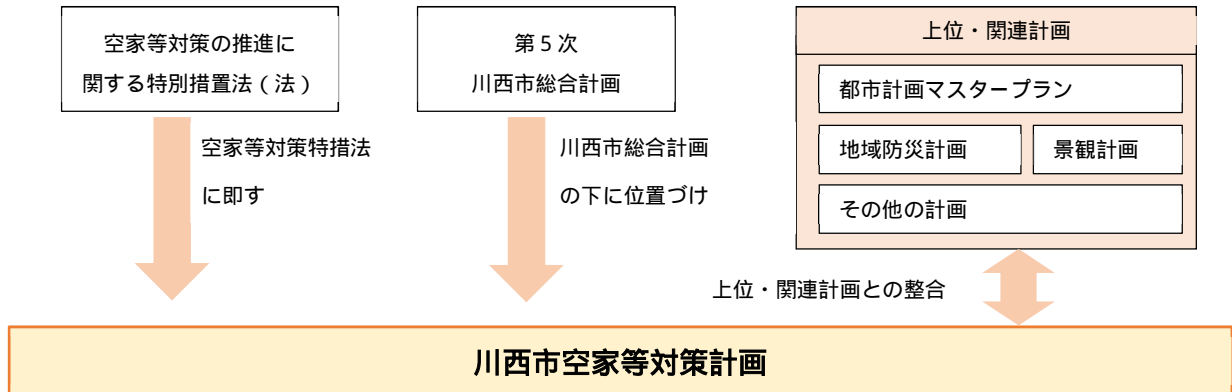 空家等対策の推進に
関する特別措置法(法)
第5次
川西市総合計画
上位・関連計画
都市計画マスタープラン
地域防災計画
景観計画
その他の計画
空家等対策特措法
に即す
川西市総合計画
の下に位置づけ
上位・関連計画との整合
川西市空家等対策計画